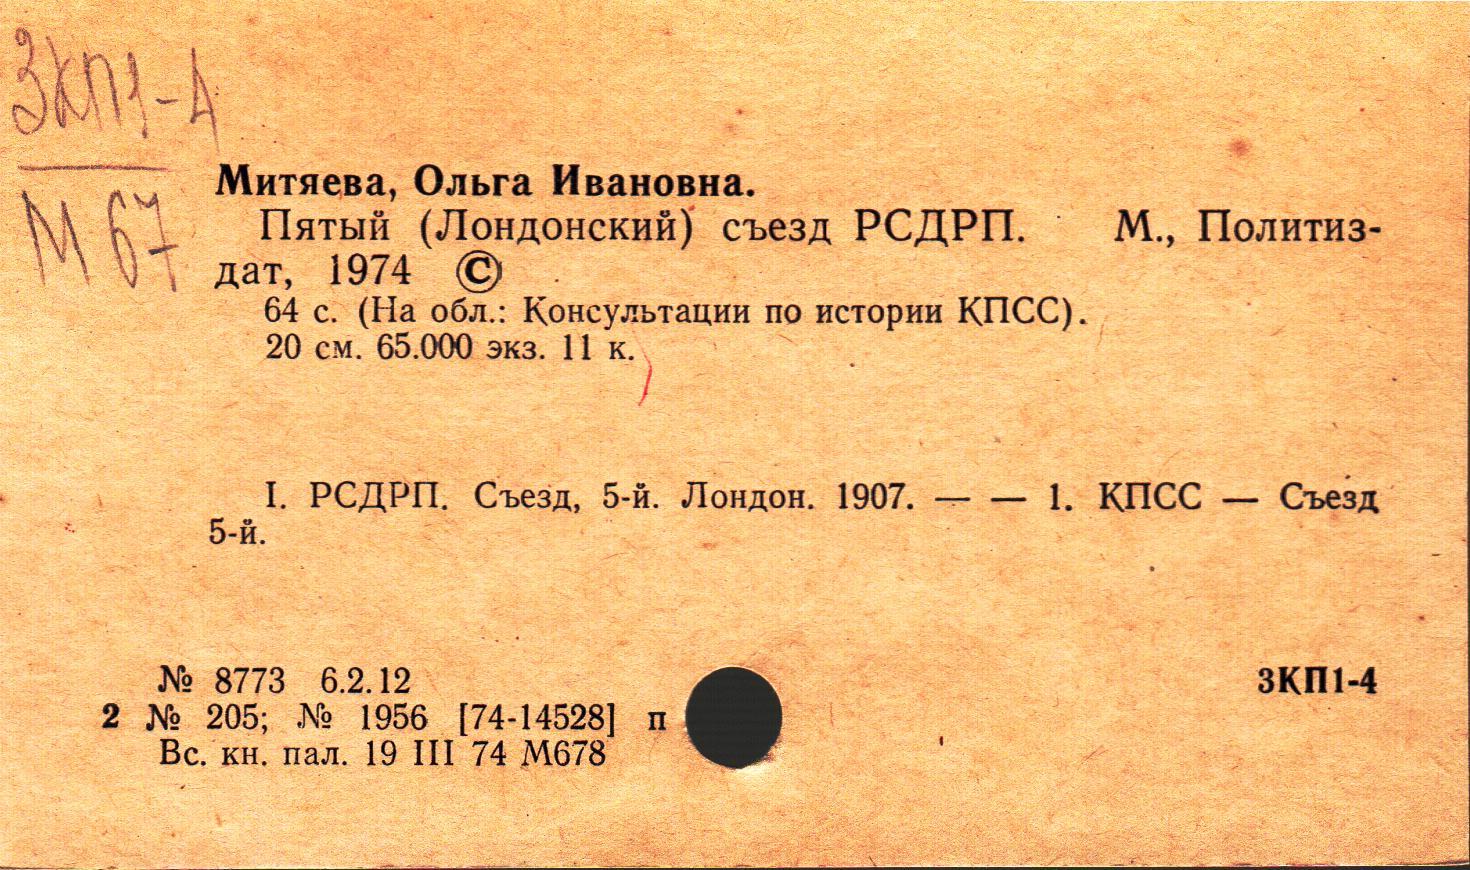 3КП1-4
М 67
Митяева, Ольга Ивановна.
Пятый (Лондонский) съезд РСДРП. М., Политиз-
дат, 1974 ©
64 с. (На обл.: Консультации по истории КПСС).
20 см. 65.000 экз. 11 к.
I. РСДРП. Съезд, 5-й. Лондон. 1907. — — 1. КПСС — Съезд
5-й.
№ 8773 6.2.12
3КП1-4
2 № 205; № 1956 [74-14528] п
Вс. кн. пал. 19 III 74 М678